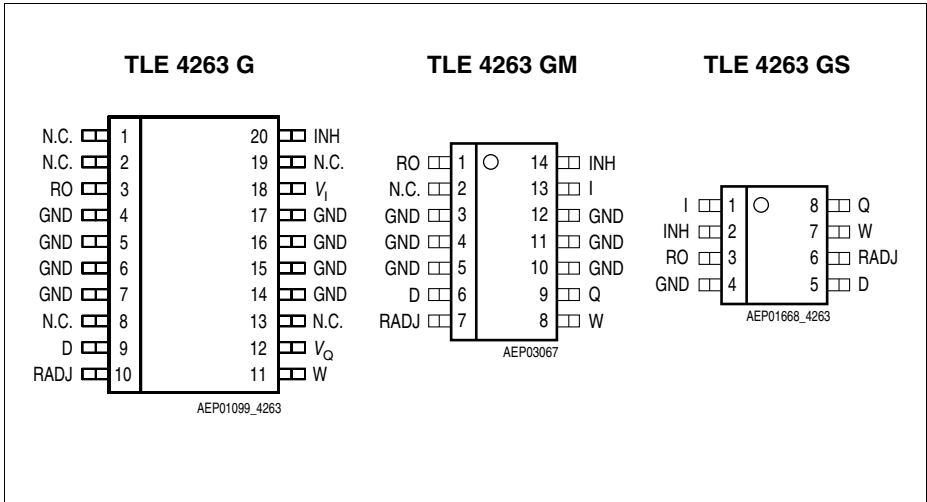 TLE 4263 G
N.C. 1 20 INH
N.C. 2 19 N.C.
RO 3 18 VI
GND 4 17 GND
GND 5 16 GND
GND 6 15 GND
GND 7 14 GND
N.C. 8 13 N.C.
D 9 12 VQ
RADJ 10 11 W
AEP01099_4263
TLE 4263 GM
RO 1 14 INH
N.C. 2 13 I
GND 3 12 GND
GND 4 11 GND
GND 5 10 GND
D 6 9 Q
RADJ 7 8 W
AEP03067
TLE 4263 GS
I 1 8 Q
INH 2 7 W
RO 3 6 RADJ
GND 4 5 D
AEP01668_4263